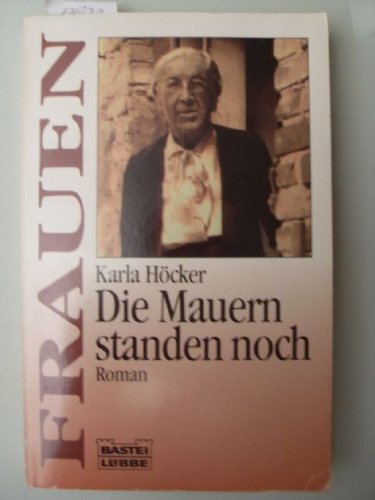 FRAUEN
Karla Höcker
Die Mauern
standen noch
Roman
BASTEI
LÜBBE